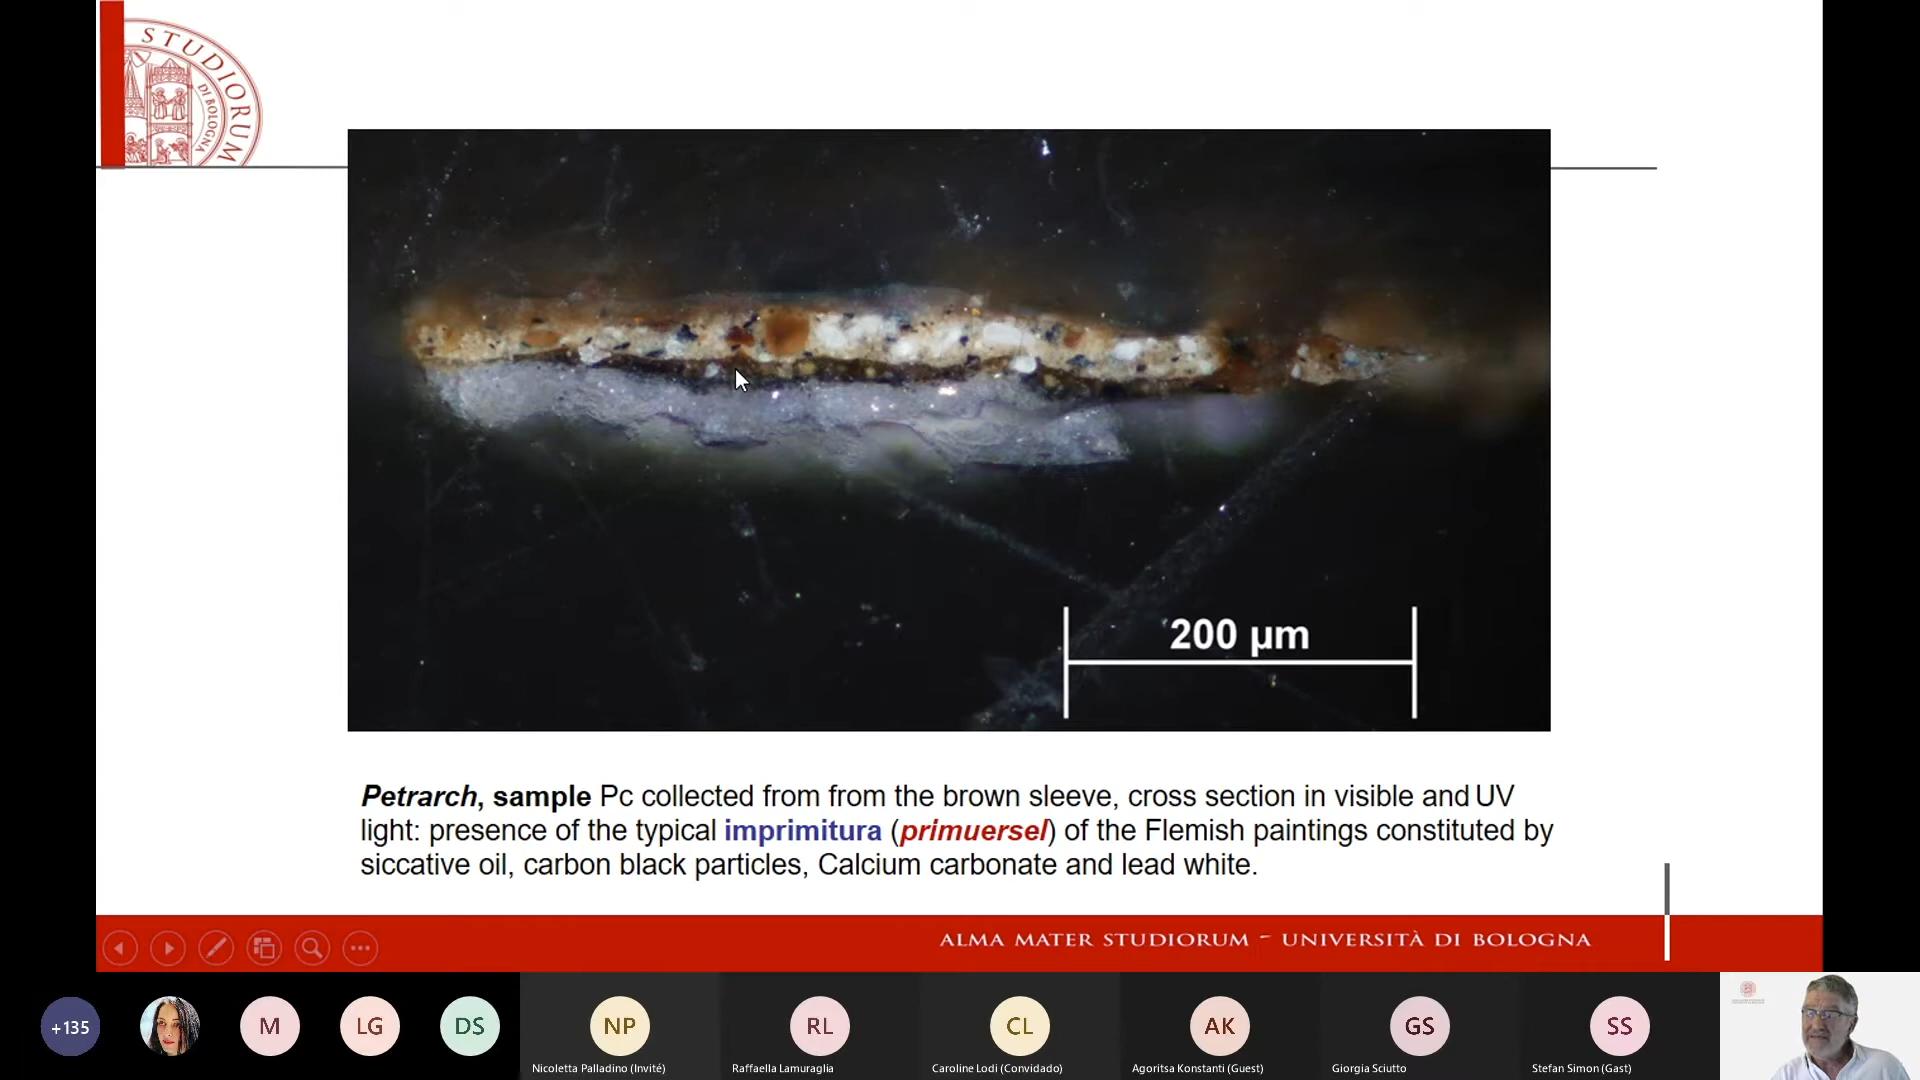 STUDIORUM
DI BOLOGNA
200 µm
Petrarch, sample Pc collected from from the brown sleeve, cross section in visible and UV
light: presence of the typical imprimitura (primuersel) of the Flemish paintings constituted by
siccative oil, carbon black particles, Calcium carbonate and lead white.
ALMA MATER STUDIORUM - UNIVERSITÀ DI BOLOGNA
+135
M
LG
DS
NP
RL
CL
AK
GS
SS
Nicoletta Palladino (Invité)
Raffaella Lamuraglia
Caroline Lodi (Convidado)
Agoritsa Konstanti (Guest)
Giorgia Sciutto
Stefan Simon (Gast)